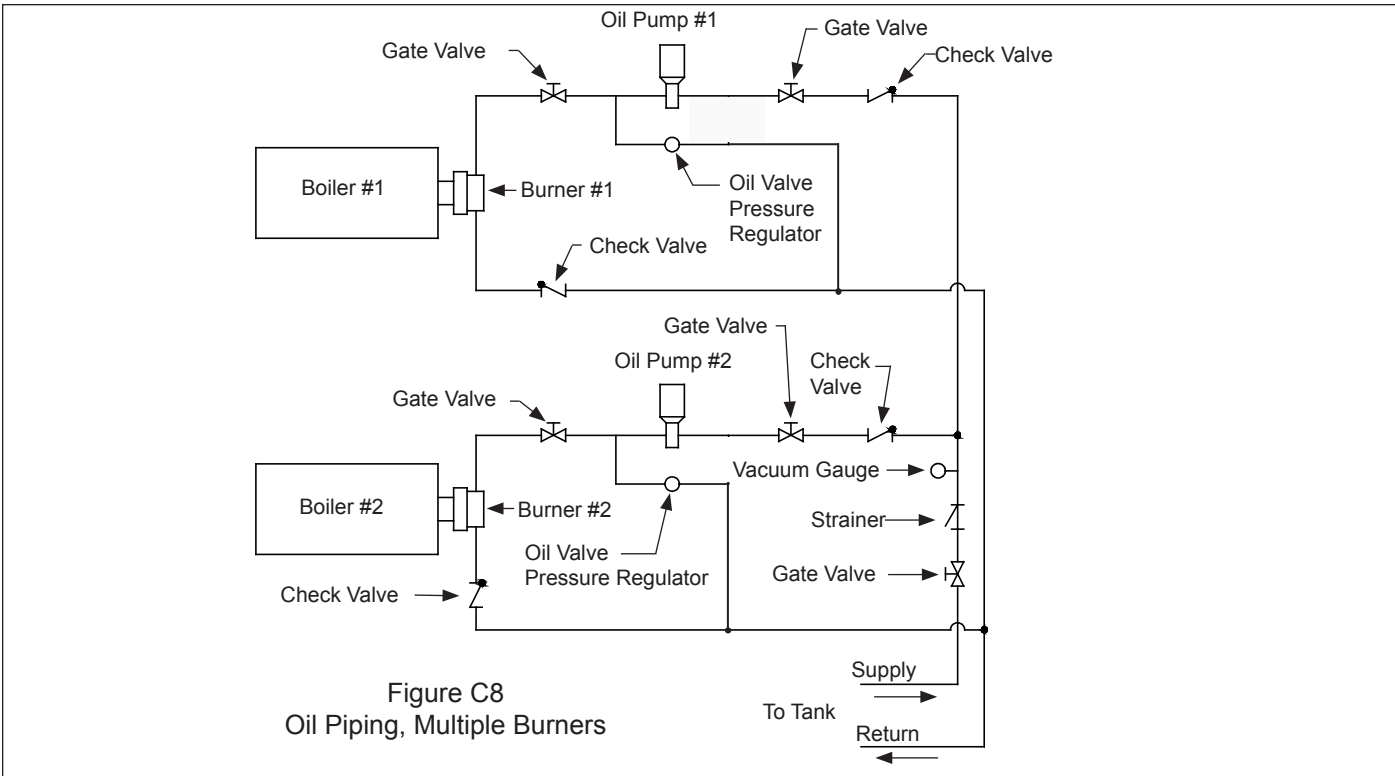 Oil Pump #1
Gate Valve
Gate Valve
Check Valve
Boiler #1
Burner #1
Oil Valve
Pressure
Regulator
Check Valve
Gate Valve
Oil Pump #2
Check
Valve
Gate Valve
Vacuum Gauge
Boiler #2
Burner #2
Strainer
Oil Valve
Pressure Regulator
Gate Valve
Check Valve
Supply
Figure C8
Oil Piping, Multiple Burners
To Tank
Return